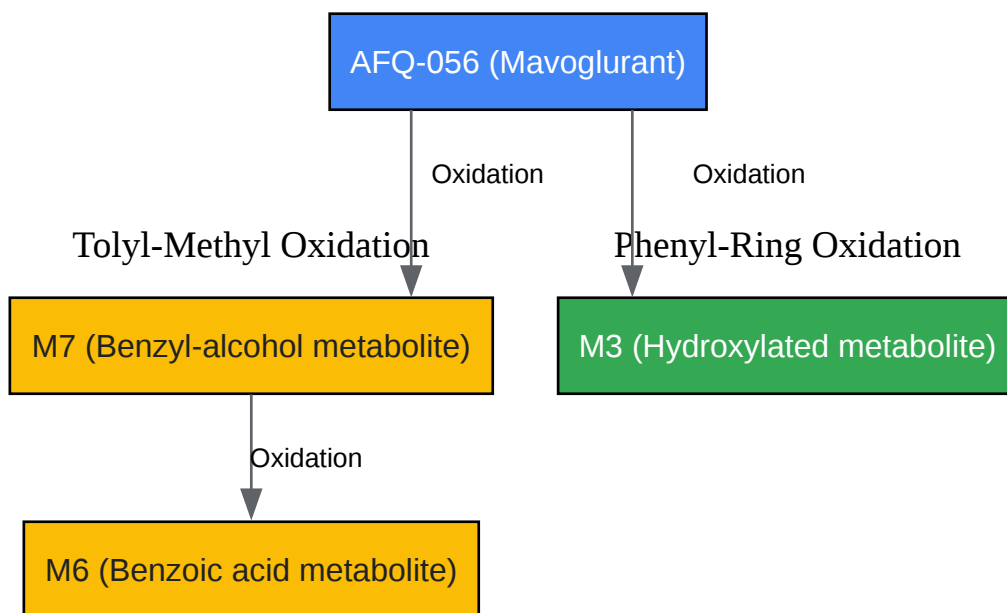 AFQ-056 (Mavoglurant)
Oxidation
Oxidation
Tolyl-Methyl Oxidation
Phenyl-Ring Oxidation
M7 (Benzyl-alcohol metabolite)
M3 (Hydroxylated metabolite)
Oxidation
M6 (Benzoic acid metabolite)